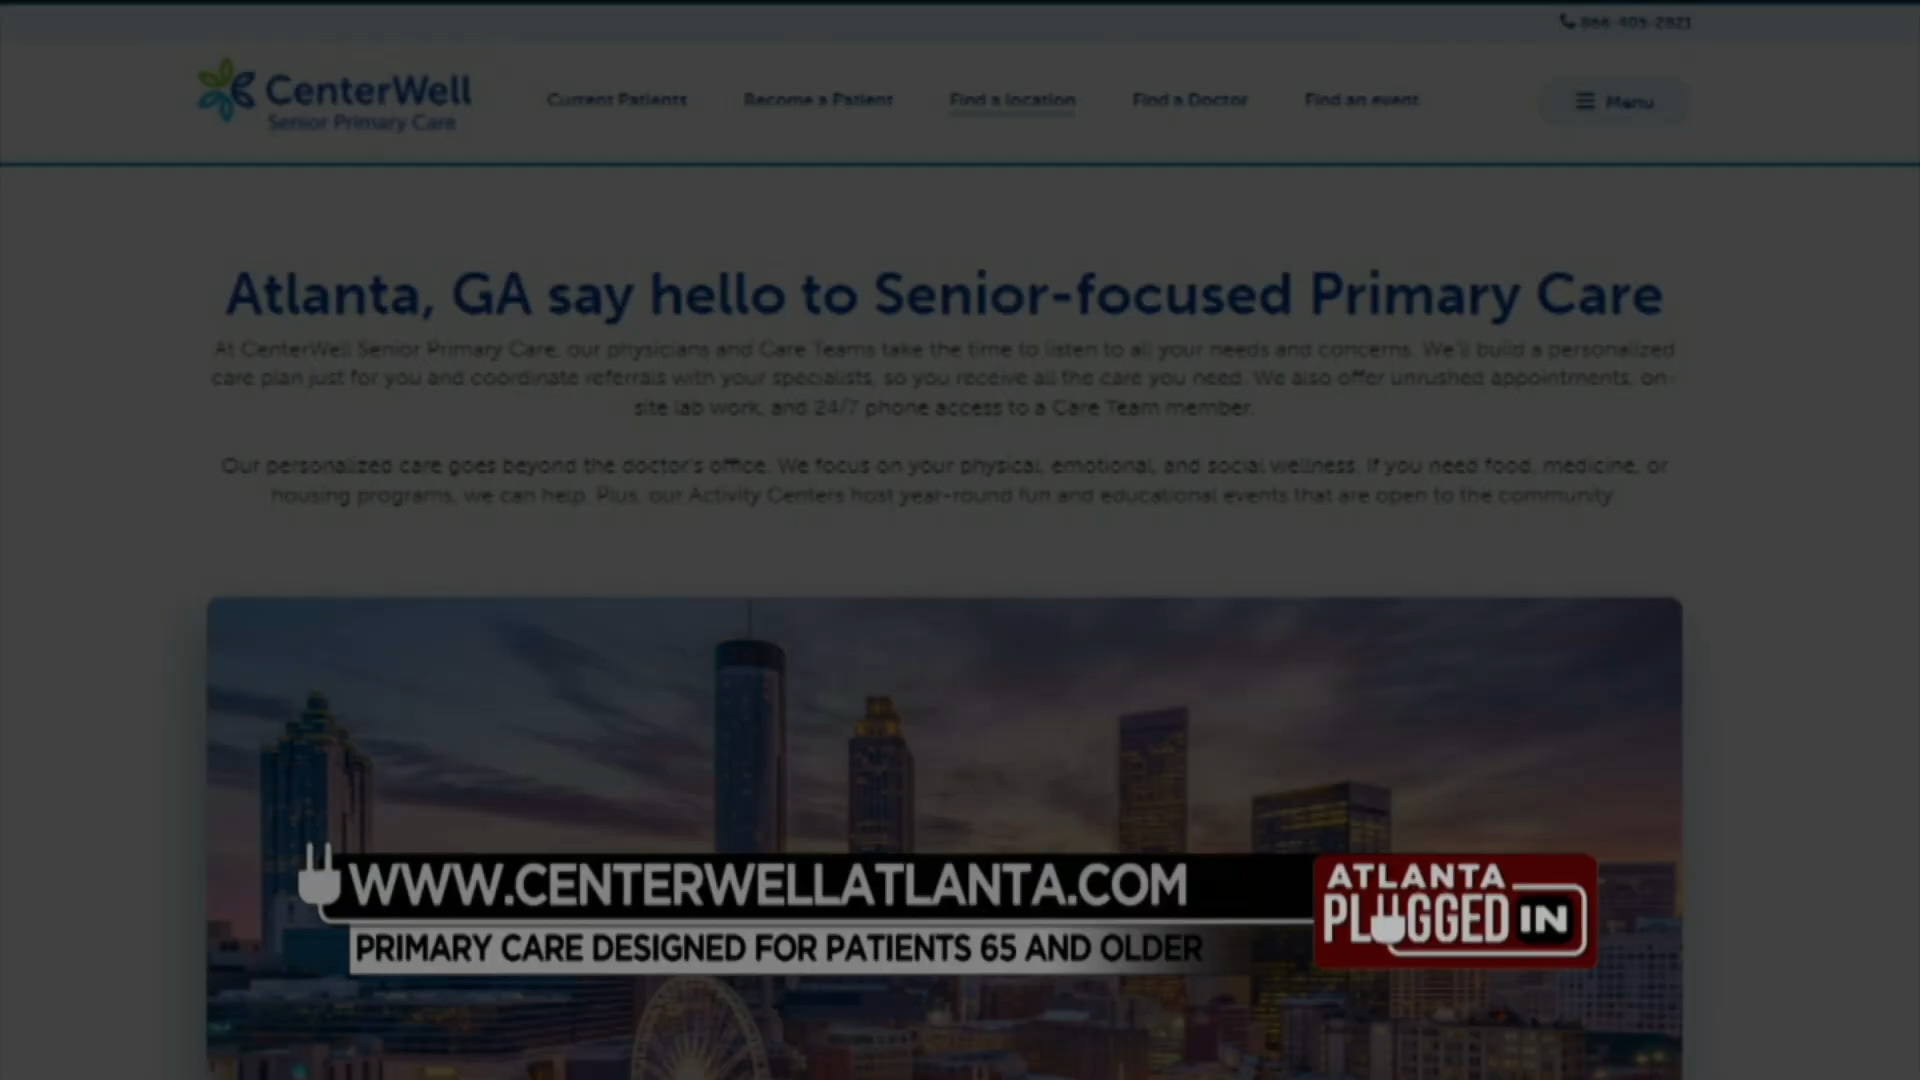 CenterWell
Senior Primary Care
Current Patients
Become a Patient
Find a location
Find a Doctor
Find an event
Menu
Atlanta, GA say hello to Senior-focused Primary Care
At CenterWell Senior Primary Care, our physicians and Care Teams take the time to listen to all your needs and concerns. We'll build a personalized
care plan just for you and coordinate referrals with your specialists, so you receive all the care you need. We also offer unrushed appointments, on-
site lab work, and 24/7 phone access to a Care Team member.
Our personalized care goes beyond the doctor's office. We focus on your physical, emotional, and social wellness. If you need food, medicine, or
housing programs, we can help. Plus, our Activity Centers host year-round fun and educational events that are open to the community
WWW.CENTERWELLATLANTA.COM
PRIMARY CARE DESIGNED FOR PATIENTS 65 AND OLDER
ATLANTA
PLUGGED IN